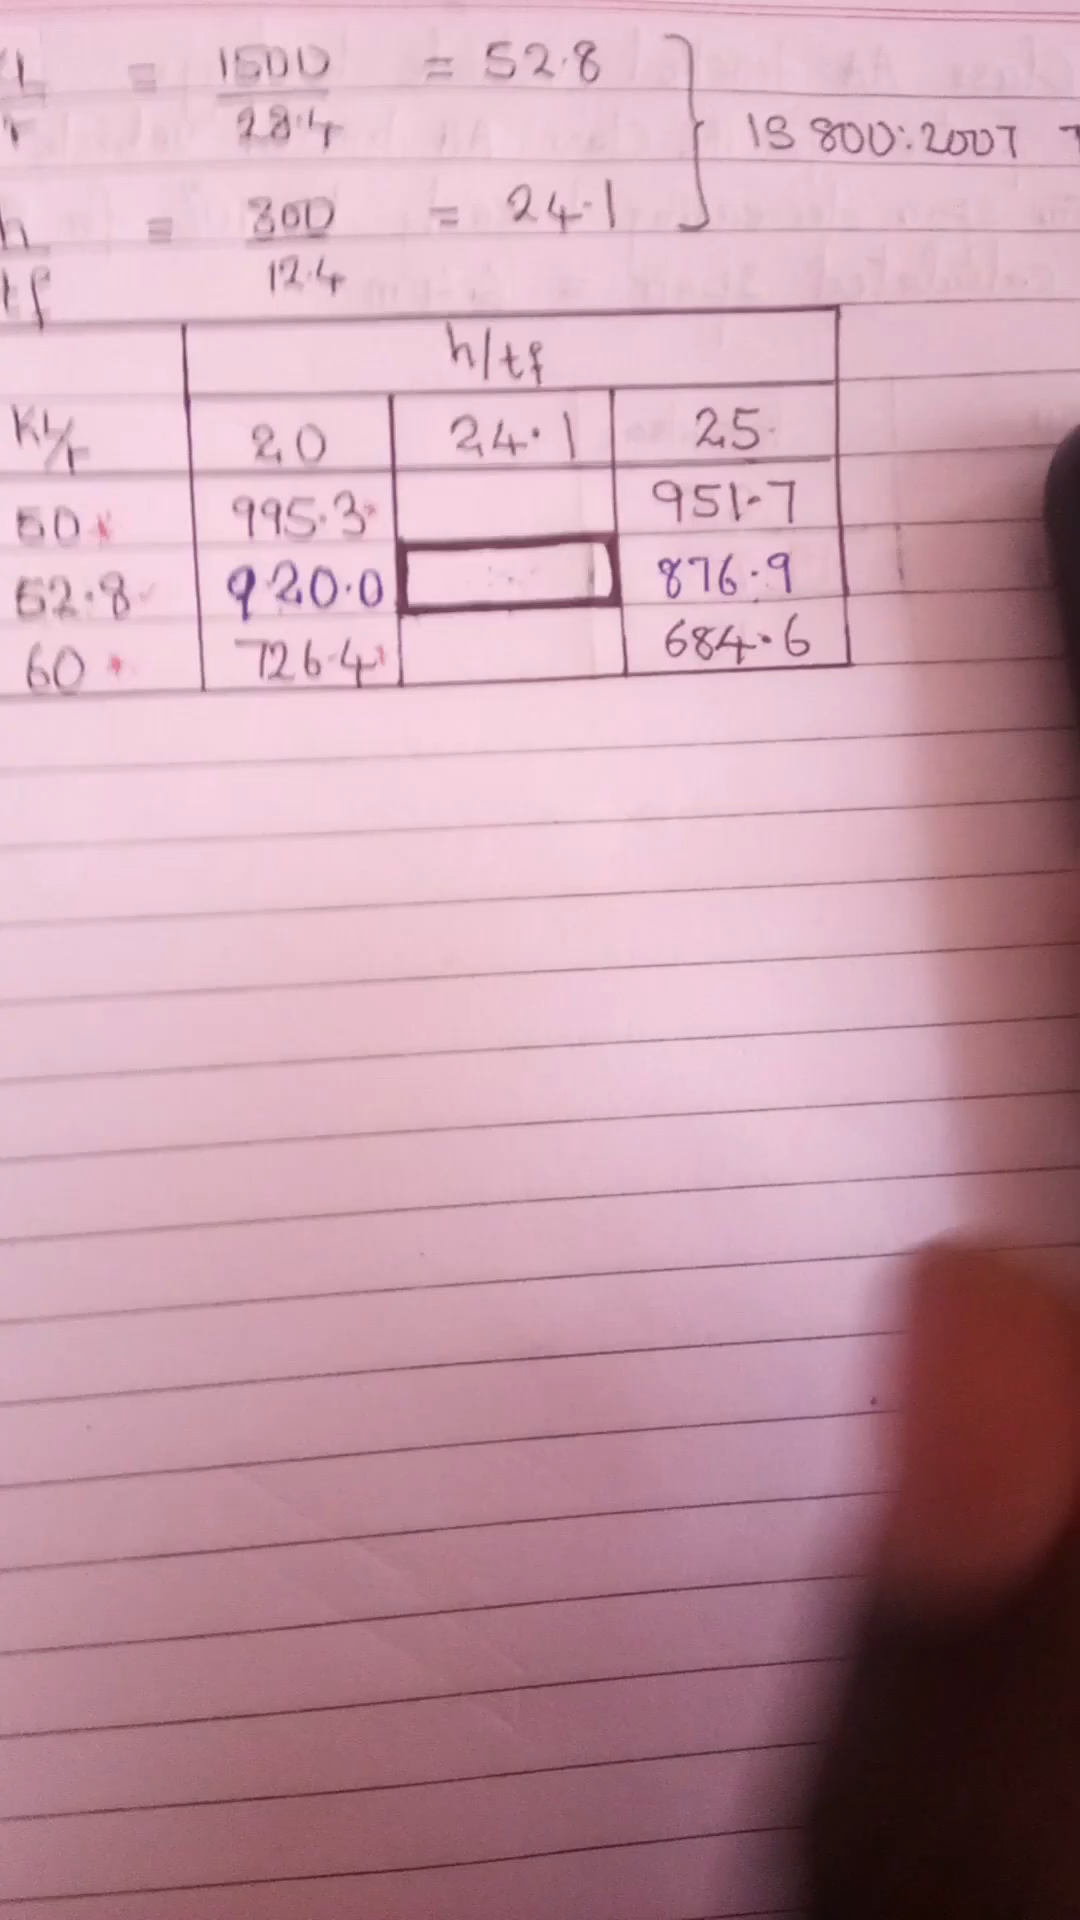 = 1500/28.4 = 52.8
IS 800:2007
h/tf = 300/12.4 = 24.1
h/tf
KL/r 20 24.1 25
50 995.3 951.7
52.8 920.0 876.9
60 726.4 684.6